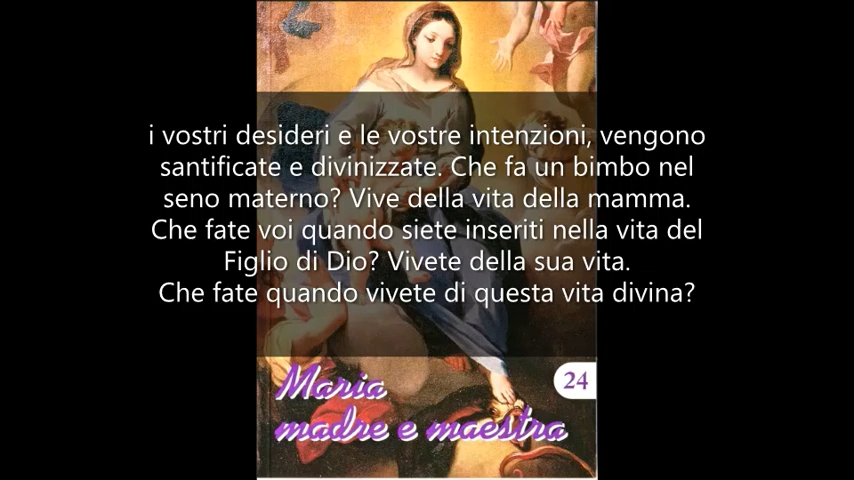 i vostri desideri e le vostre intenzioni, vengono
santificate e divinizzate. Che fa un bimbo nel
seno materno? Vive della vita della mamma.
Che fate voi quando siete inseriti nella vita del
Figlio di Dio? Vivete della sua vita.
Che fate quando vivete di questa vita divina?
24
Maria
madre e maestra